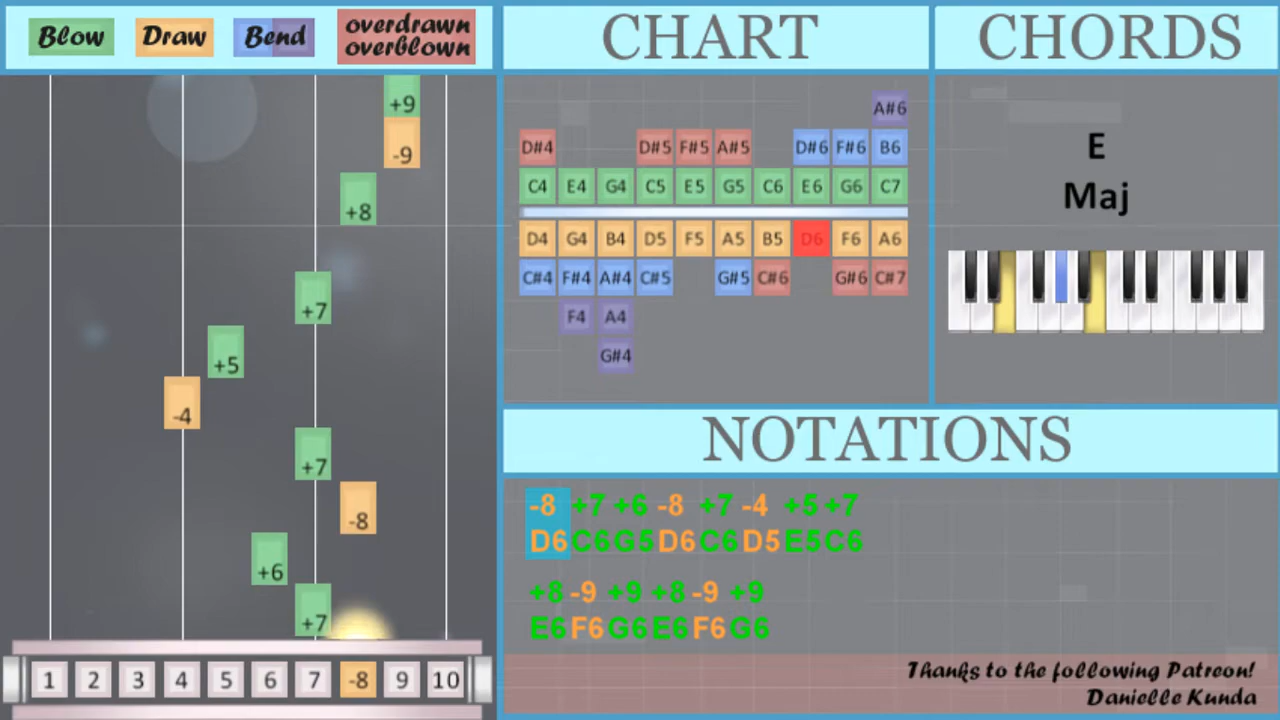 Blow Draw Bend overdrawn
overblown
CHART
CHORDS
+9
-9
+8
+7
+5
-4
+7
-8
+6
+7
1 2 3 4 5 6 7 -8 9 10
A#6
D#4 D#5 F#5 A#5 D#6 F#6 B6
C4 E4 G4 C5 E5 G5 C6 E6 G6 C7
D4 G4 B4 D5 F5 A5 B5 D6 F6 A6
C#4 F#4 A#4 C#5 G#5 C#6 G#6 C#7
F4 A4
G#4
E
Maj
NOTATIONS
-8 +7 +6 -8 +7 -4 +5 +7
D6 C6 G5 D6 C6 D5 E5 C6
+8 -9 +9 +8 -9 +9
E6 F6 G6 E6 F6 G6
Thanks to the following Patreon!
Danielle Kunda